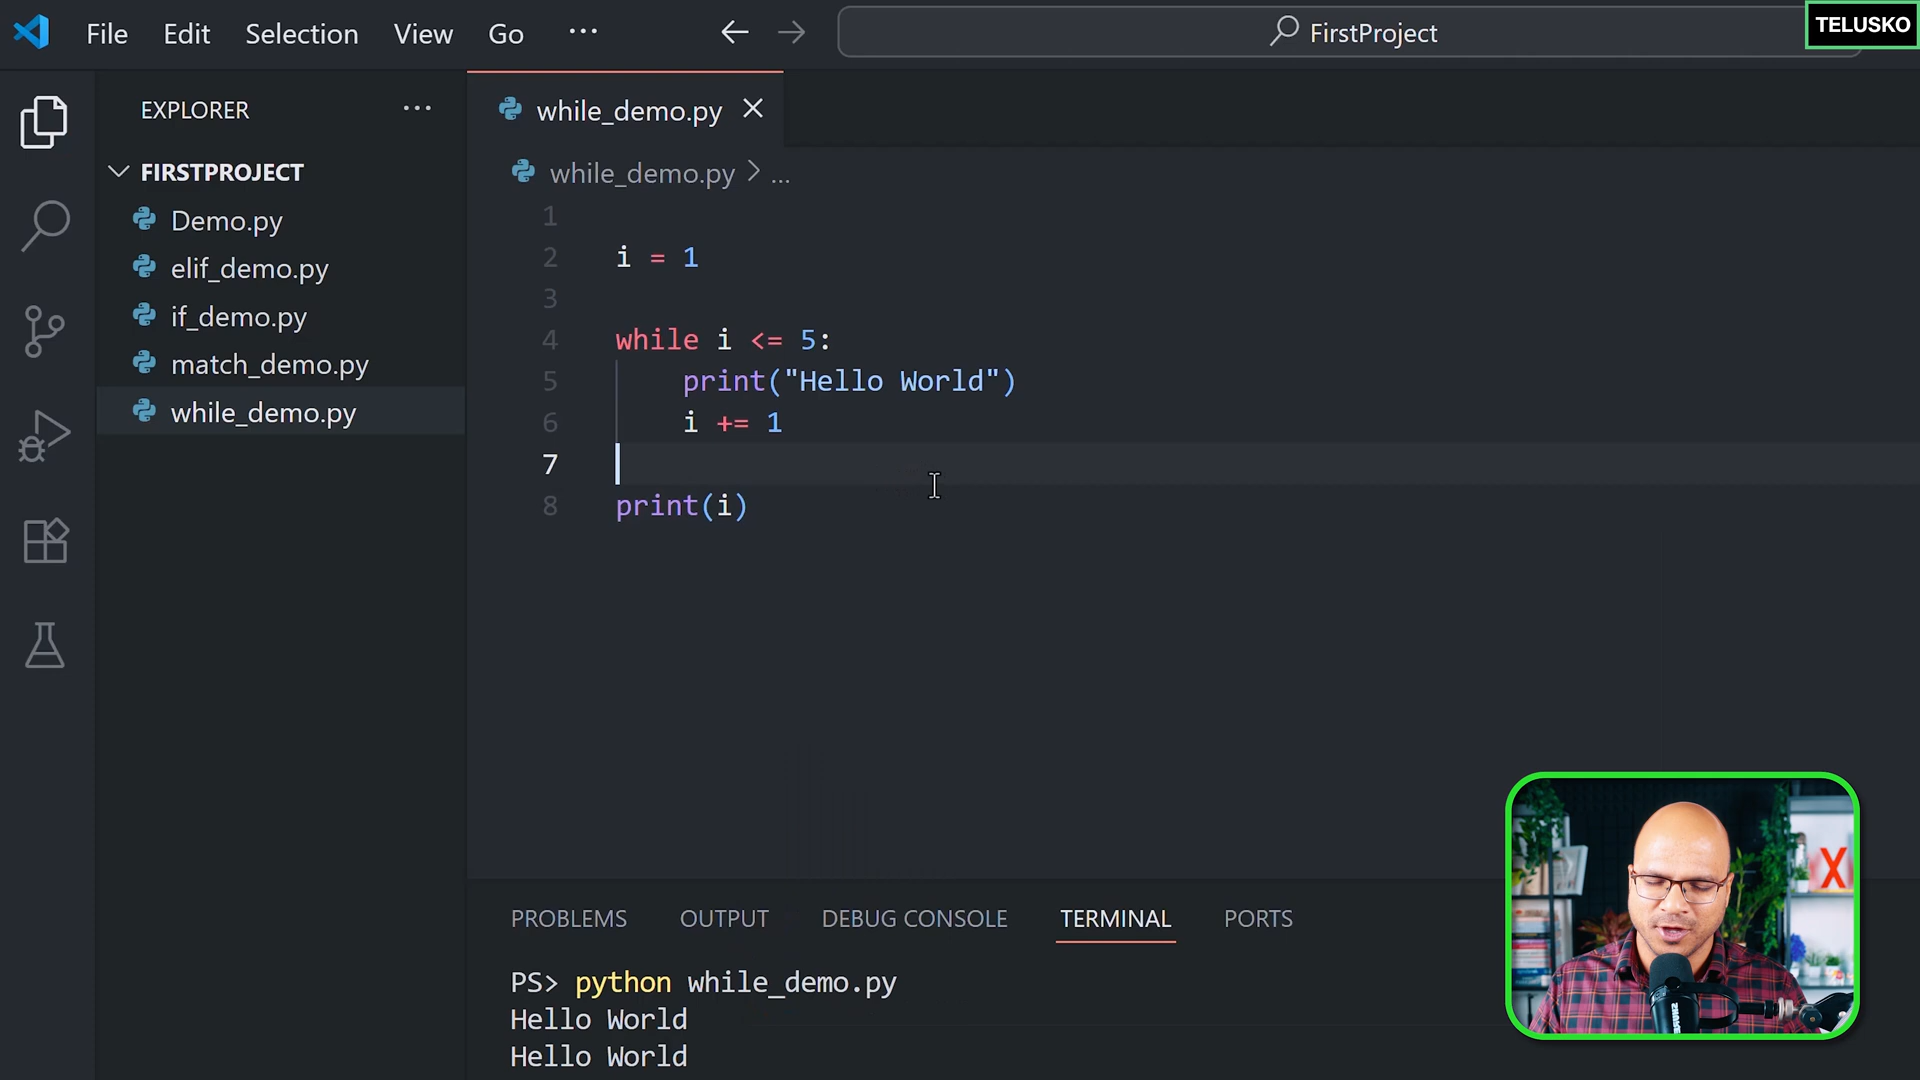 File Edit Selection View Go ...
FirstProject
TELUSKO
EXPLORER ...
FIRSTPROJECT
Demo.py
elif_demo.py
if_demo.py
match_demo.py
while_demo.py
while_demo.py
while_demo.py > ...
1
2 i = 1
3
4 while i <= 5:
5 print("Hello World")
6 i += 1
7
8 print(i)
X
PROBLEMS OUTPUT DEBUG CONSOLE TERMINAL PORTS
PS> python while_demo.py
Hello World
Hello World